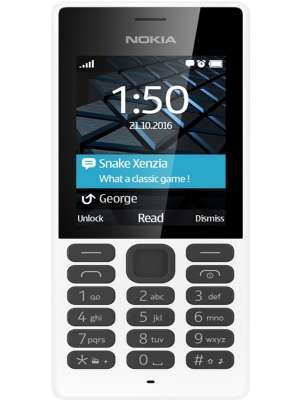 NOKIA
1:50
21.10.2016
Snake Xenzia
What a classic game !
George
Unlock Read Dismiss
1 2 abc 3 def
4 ghi 5 jkl 6 mno
7 pqrs 8 tuv 9 wxyz
* + 0 #